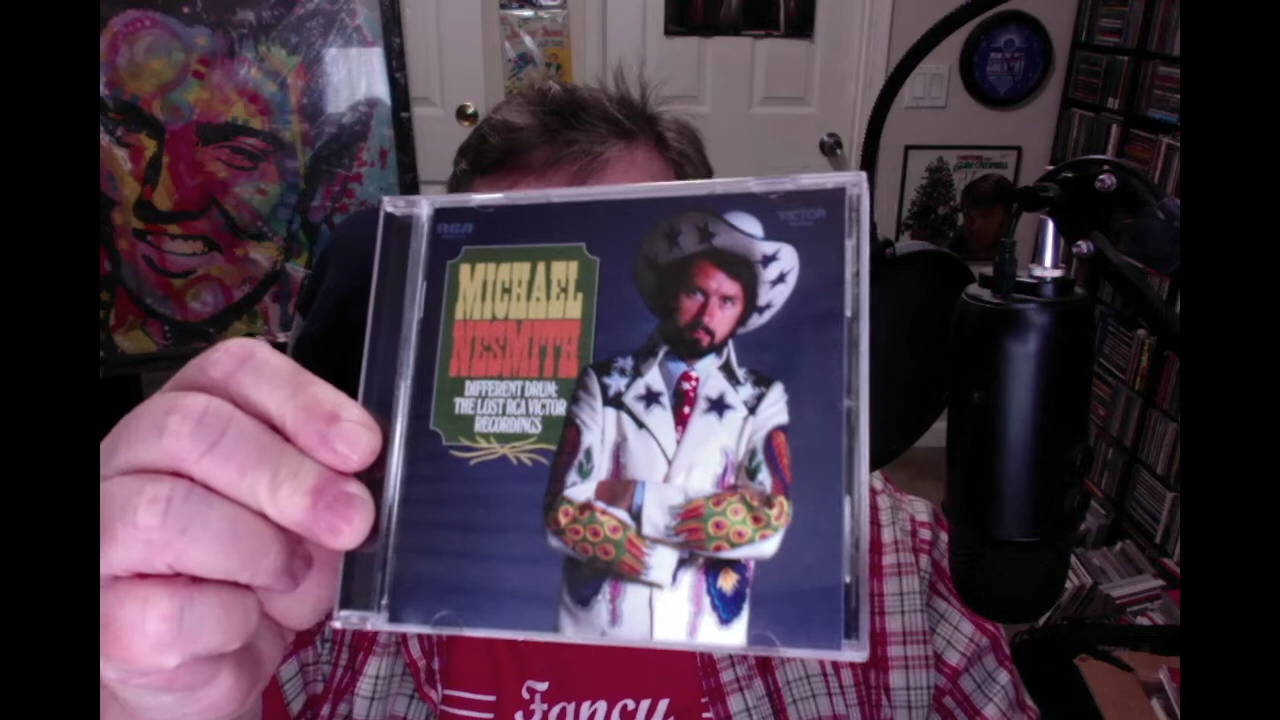 RCA
VICTOR
MICHAEL
NESMITH
DIFFERENT DRUM:
THE LOST RCA VICTOR
RECORDINGS
Fancy